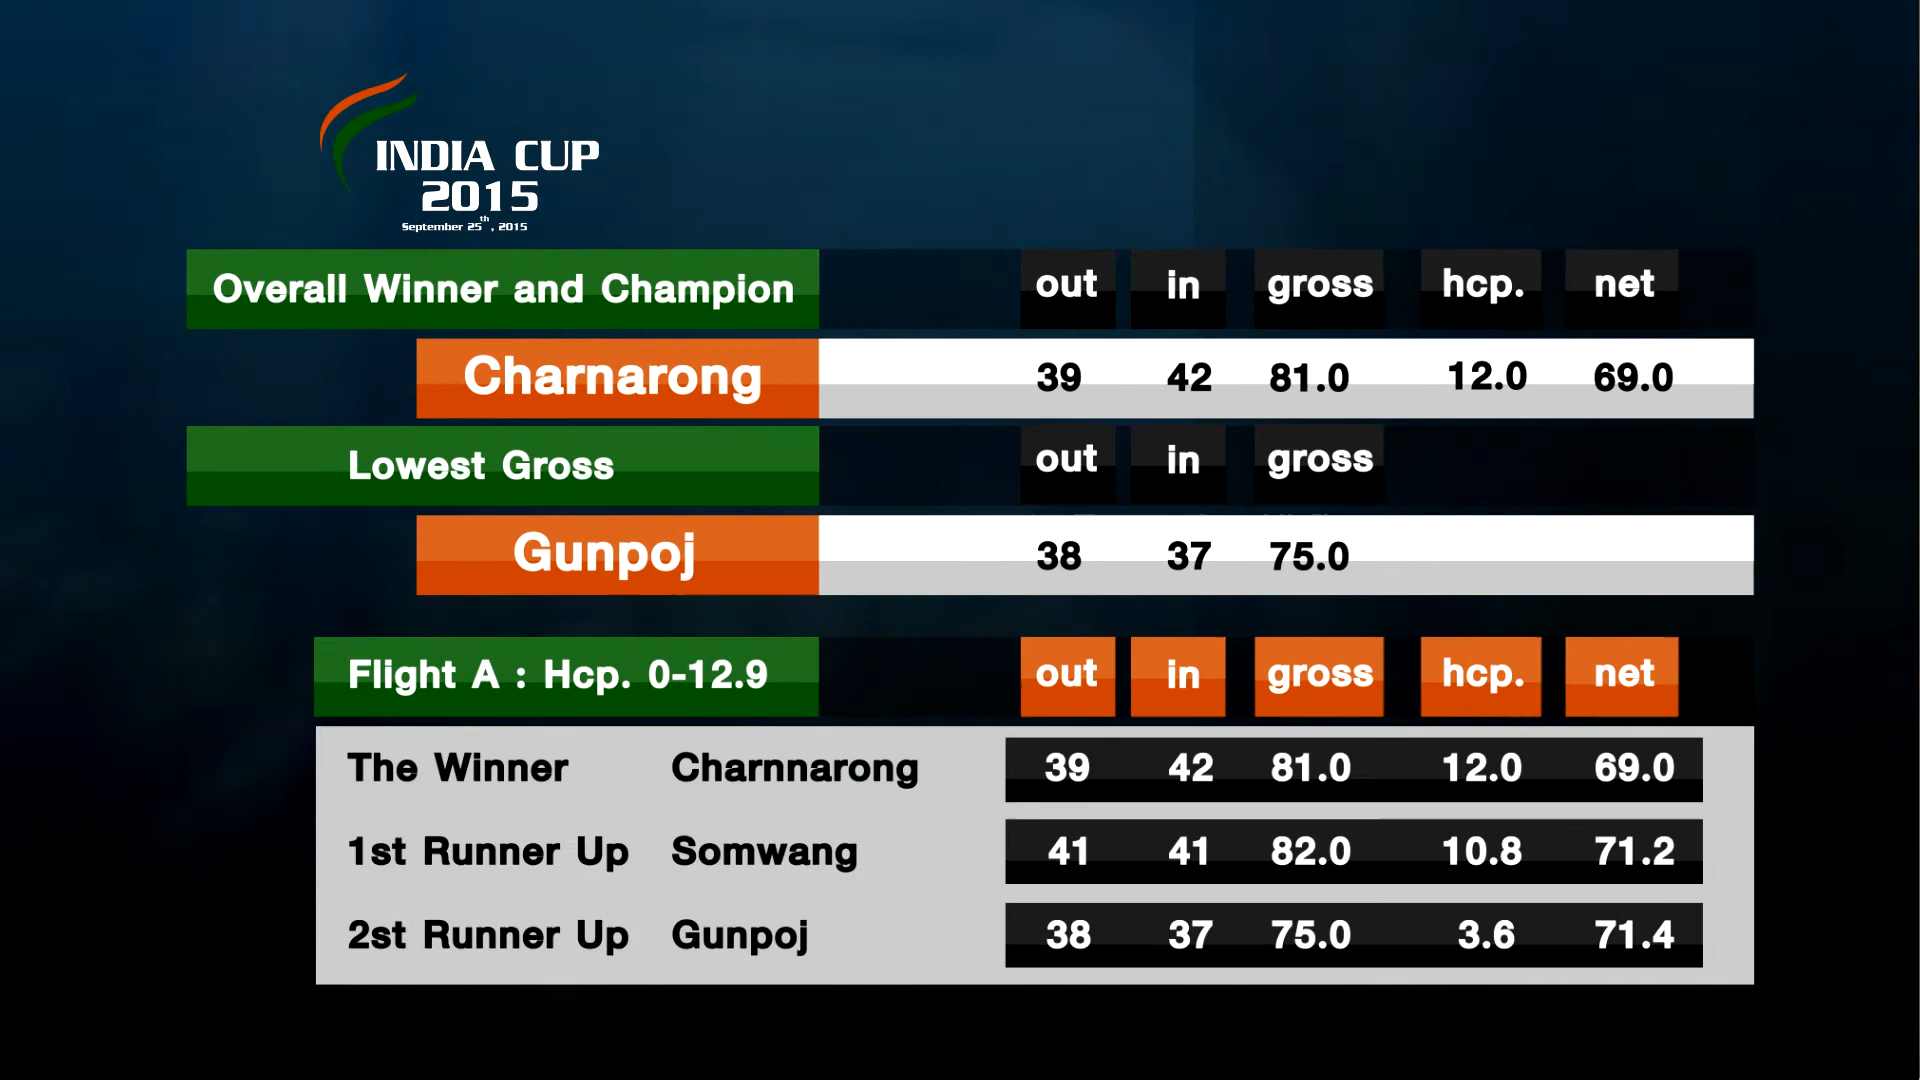 INDIA CUP
2015
September 25th, 2015
Overall Winner and Champion out in gross hcp. net
Charnarong 39 42 81.0 12.0 69.0
Lowest Gross out in gross
Gunpoj 38 37 75.0
Flight A : Hcp. 0-12.9 out in gross hcp. net
The Winner Charnnarong 39 42 81.0 12.0 69.0
1st Runner Up Somwang 41 41 82.0 10.8 71.2
2st Runner Up Gunpoj 38 37 75.0 3.6 71.4